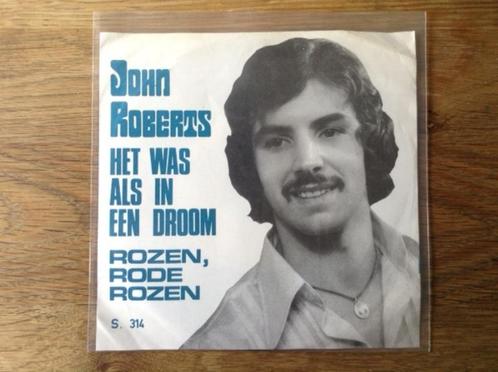 JOHN
ROBERTS
HET WAS
ALS IN
EEN DROOM
ROZEN,
RODE
ROZEN
S. 314